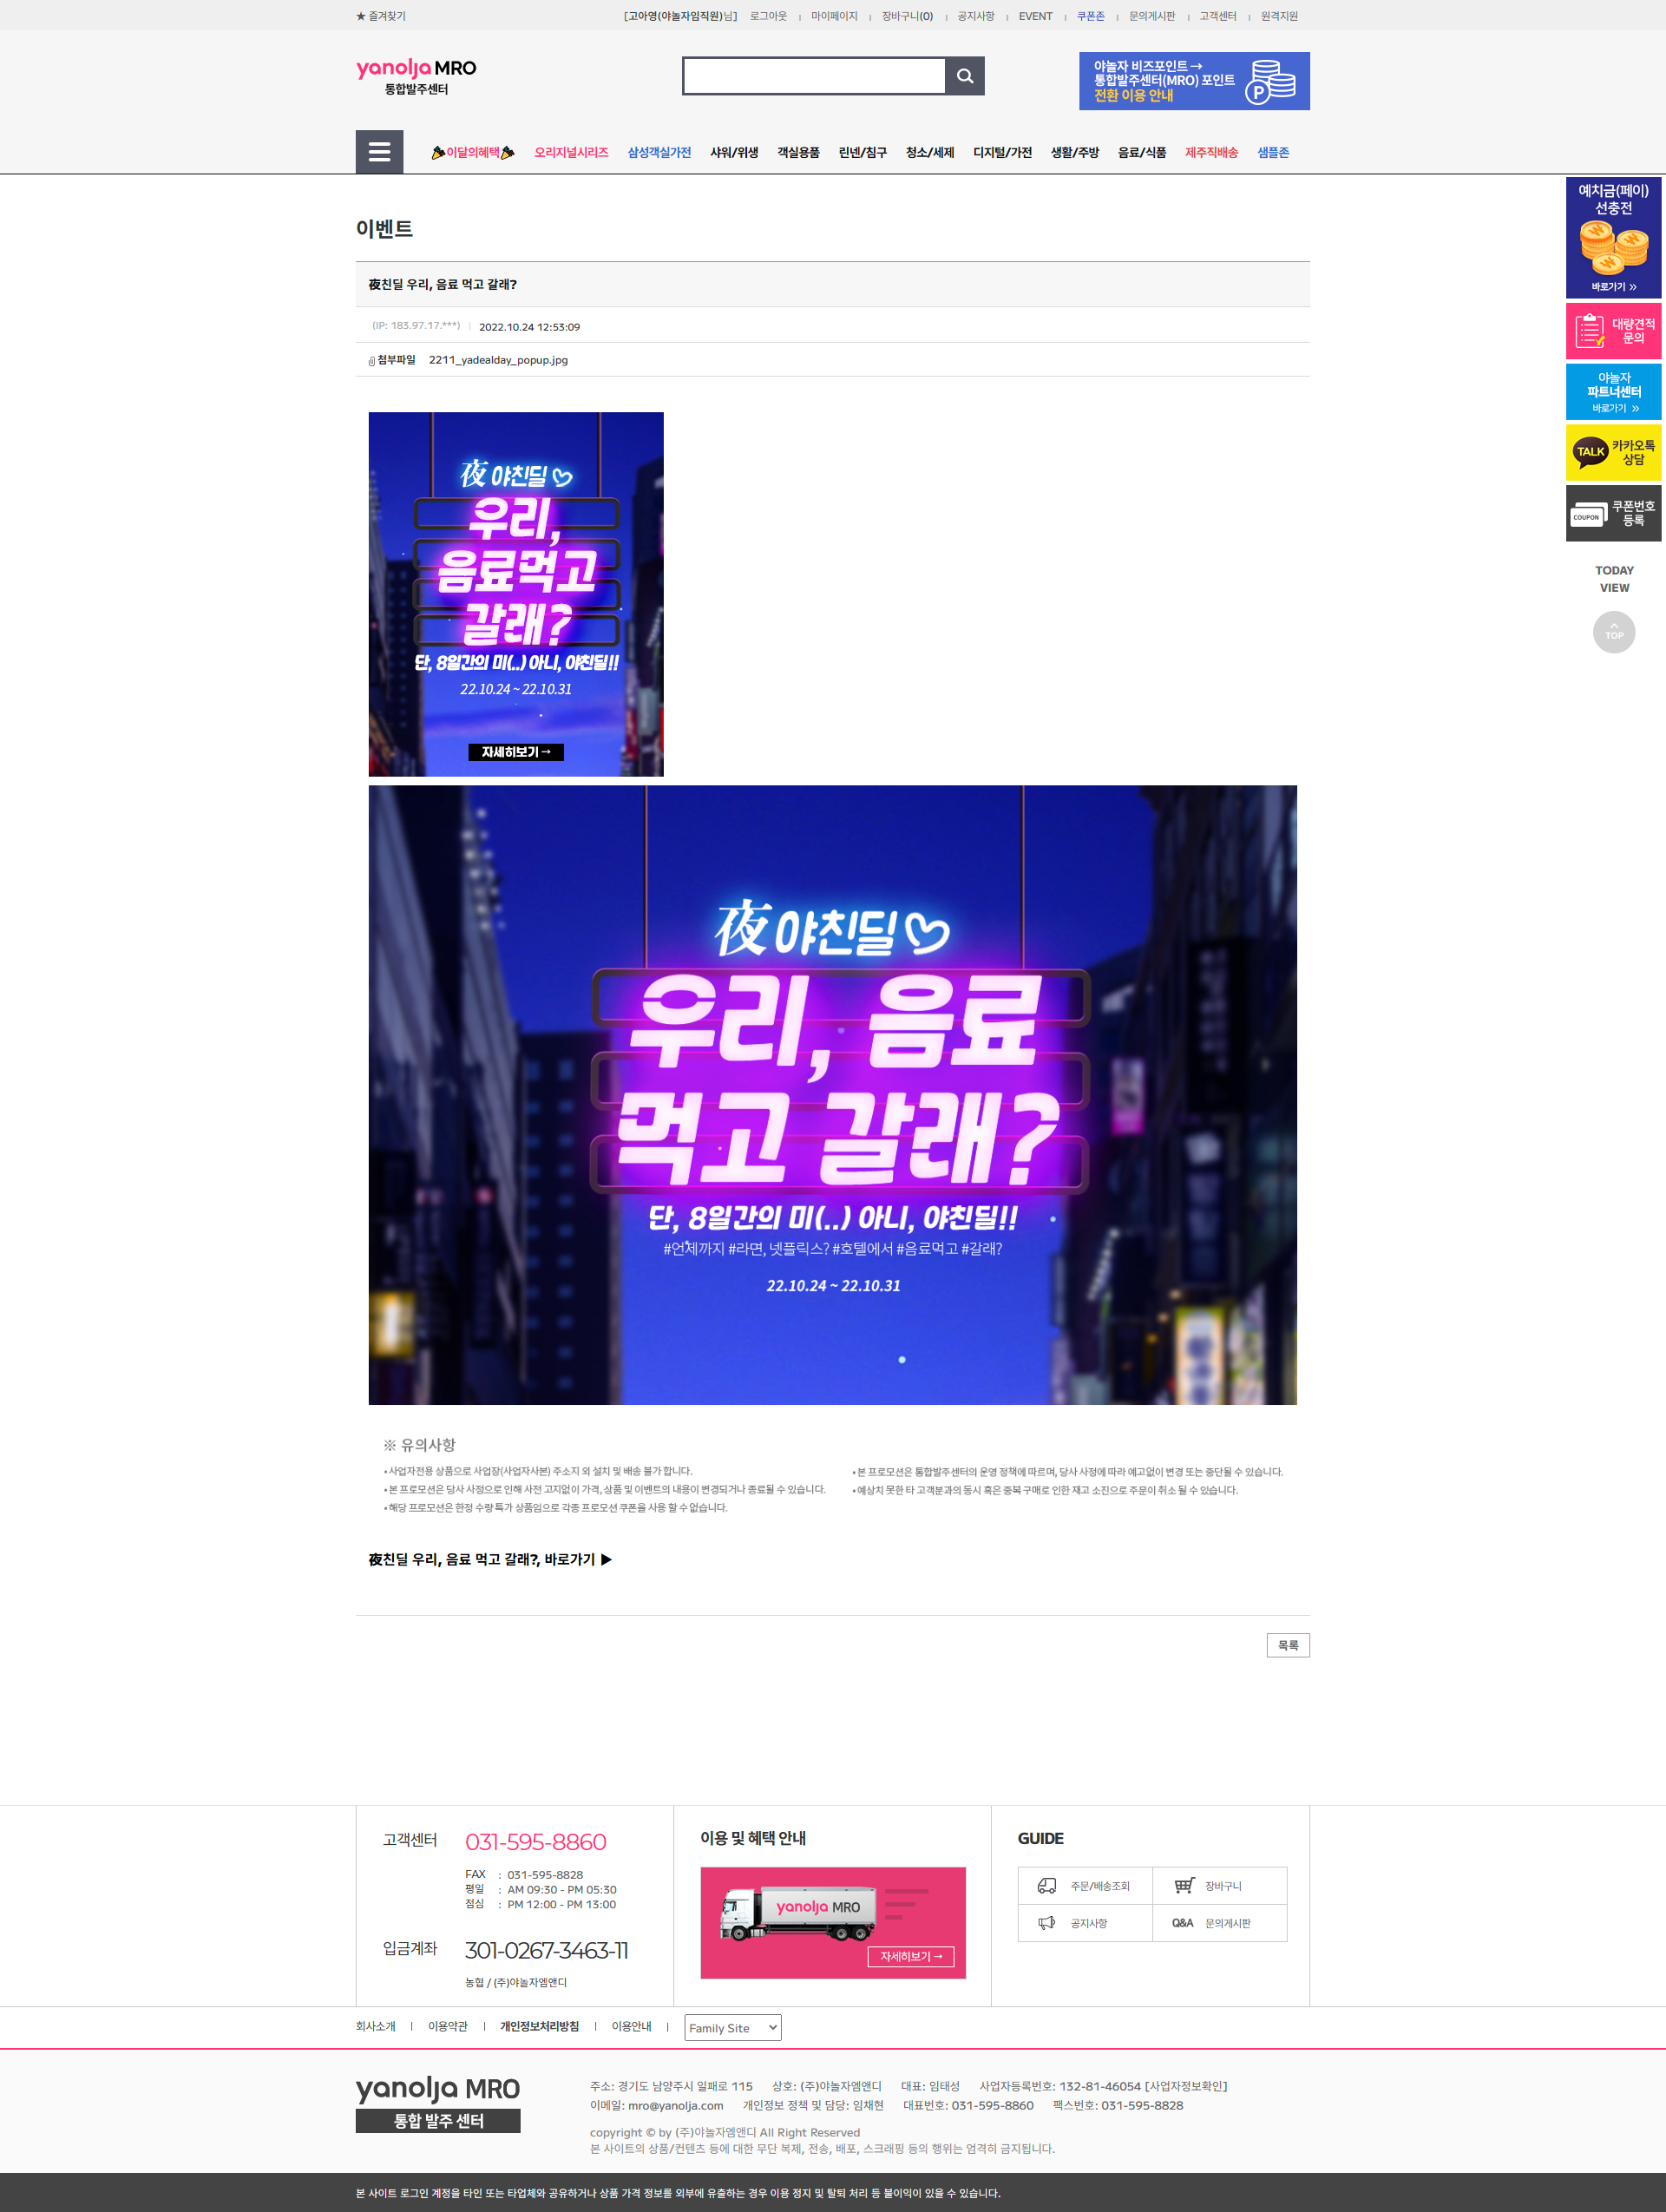 ★ 즐겨찾기
[고아영(야놀자임직원)님] 로그아웃 마이페이지 장바구니(0) 공지사항 EVENT 쿠폰존 문의게시판 고객센터 원격지원
yanolja MRO
통합발주센터
야놀자 비즈포인트 →
통합발주센터(MRO) 포인트
전환 이용 안내
P
이달의혜택 오리지널시리즈 삼성객실가전 샤워/위생 객실용품 린넨/침구 청소/세제 디지털/가전 생활/주방 음료/식품 제주직배송 샘플존
예치금(페이)
선충전
바로가기 »
대량견적
문의
야놀자
파트너센터
바로가기 »
TALK 카카오톡
상담
COUPON 쿠폰번호
등록
TODAY
VIEW
TOP
이벤트
夜친딜 우리, 음료 먹고 갈래?
(IP: 183.97.17.***) 2022.10.24 12:53:09
첨부파일 2211_yadealday_popup.jpg
夜 야친딜
우리,
음료먹고
갈래?
단, 8일간의 미(..) 아니, 야친딜!!
22.10.24 ~ 22.10.31
자세히보기 →
夜 야친딜
우리, 음료
먹고 갈래?
단, 8일간의 미(..) 아니, 야친딜!!
#언제까지 #라면, 넷플릭스? #호텔에서 #음료먹고 #갈래?
22.10.24 ~ 22.10.31
※ 유의사항
• 사업자전용 상품으로 사업장(사업자사본) 주소지 외 설치 및 배송 불가 합니다.
• 본 프로모션은 당사 사정으로 인해 사전 고지없이 가격, 상품 및 이벤트의 내용이 변경되거나 종료될 수 있습니다.
• 해당 프로모션은 한정 수량 특가 상품임으로 각종 프로모션 쿠폰을 사용 할 수 없습니다.
• 본 프로모션은 통합발주센터의 운영 정책에 따르며, 당사 사정에 따라 예고없이 변경 또는 중단될 수 있습니다.
• 예상치 못한 타 고객분과의 동시 혹은 중복 구매로 인한 재고 소진으로 주문이 취소 될 수 있습니다.
夜친딜 우리, 음료 먹고 갈래?, 바로가기 ▶
목록
고객센터 031-595-8860
FAX : 031-595-8828
평일 : AM 09:30 - PM 05:30
점심 : PM 12:00 - PM 13:00
입금계좌 301-0267-3463-11
농협 / (주)야놀자엠앤디
이용 및 혜택 안내
yanolja MRO
자세히보기 →
GUIDE
주문/배송조회 장바구니
공지사항 Q&A 문의게시판
회사소개 이용약관 개인정보처리방침 이용안내 Family Site
yanolja MRO
통합 발주 센터
주소: 경기도 남양주시 일패로 115 상호: (주)야놀자엠앤디 대표: 임태성 사업자등록번호: 132-81-46054 [사업자정보확인]
이메일: mro@yanolja.com 개인정보 정책 및 담당: 임채현 대표번호: 031-595-8860 팩스번호: 031-595-8828
copyright © by (주)야놀자엠앤디 All Right Reserved
본 사이트의 상품/컨텐츠 등에 대한 무단 복제, 전송, 배포, 스크래핑 등의 행위는 엄격히 금지됩니다.
본 사이트 로그인 계정을 타인 또는 타업체와 공유하거나 상품 가격 정보를 외부에 유출하는 경우 이용 정지 및 탈퇴 처리 등 불이익이 있을 수 있습니다.